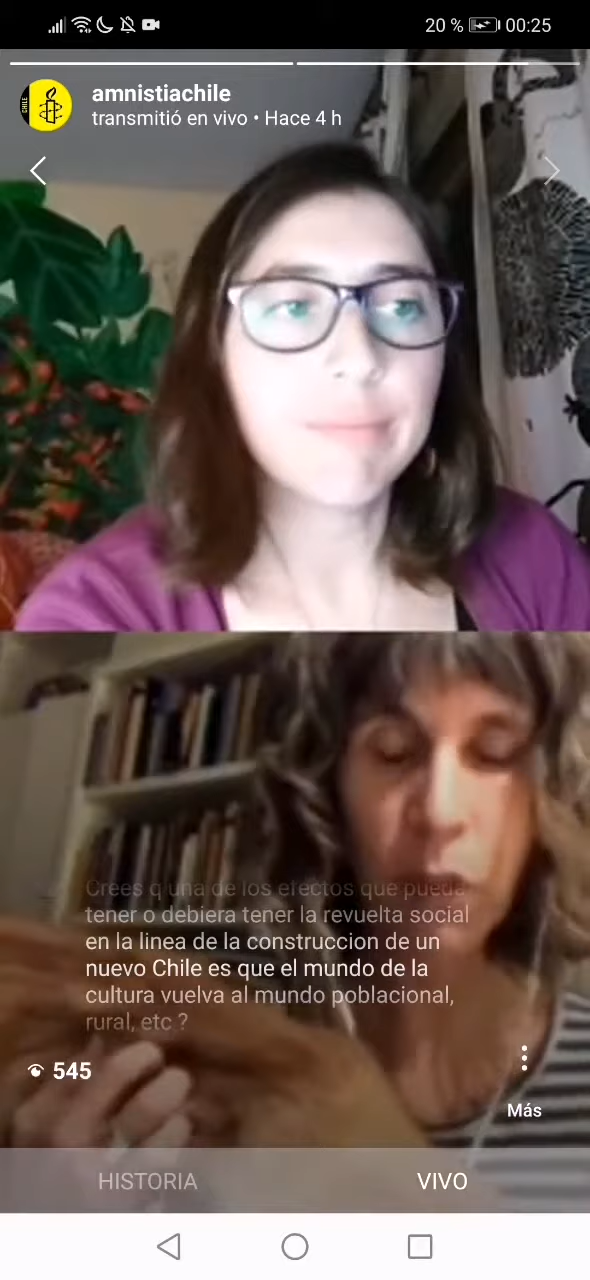 20 % 00:25
CHILE
amnistiachile
transmitió en vivo • Hace 4 h
Crees q una de los efectos que pueda
tener o debiera tener la revuelta social
en la linea de la construccion de un
nuevo Chile es que el mundo de la
cultura vuelva al mundo poblacional,
rural, etc ?
545
Más
HISTORIA VIVO